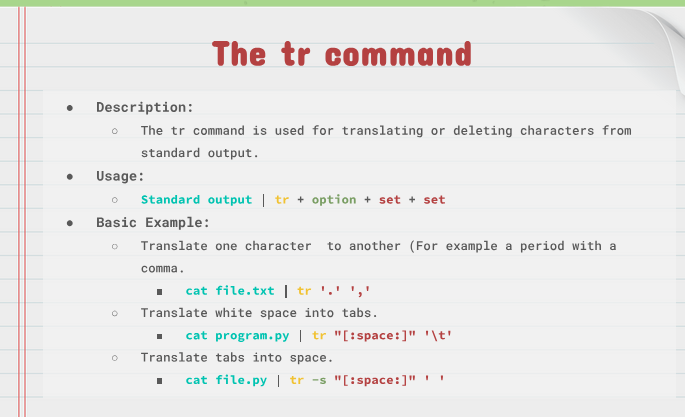 The tr command
● Description:
○ The tr command is used for translating or deleting characters from
standard output.
● Usage:
○ Standard output | tr + option + set + set
● Basic Example:
○ Translate one character  to another (For example a period with a
comma.
■ cat file.txt | tr '.' ','
○ Translate white space into tabs.
■ cat program.py | tr "[:space:]" '\t'
○ Translate tabs into space.
■ cat file.py | tr -s "[:space:]" ' '